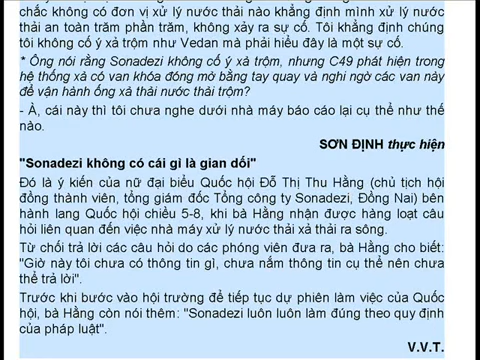 chắc không có đơn vị xử lý nước thải nào khẳng định mình xử lý nước
thải an toàn trăm phần trăm, không xảy ra sự cố. Tôi khẳng định chúng
tôi không cố ý xả trộm như Vedan mà phải hiểu đây là một sự cố.
* Ông nói rằng Sonadezi không cố ý xả trộm, nhưng C49 phát hiện trong
hệ thống xả có van khóa đóng mở bằng tay quay và nghi ngờ các van này
để vận hành ống xả thải nước thải trộm?
- À, cái này thì tôi chưa nghe dưới nhà máy báo cáo lại cụ thể như thế
nào.
SƠN ĐỊNH thực hiện
"Sonadezi không có cái gì là gian dối"
Đó là ý kiến của nữ đại biểu Quốc hội Đỗ Thị Thu Hằng (chủ tịch hội
đồng thành viên, tổng giám đốc Tổng công ty Sonadezi, Đồng Nai) bên
hành lang Quốc hội chiều 5-8, khi bà Hằng nhận được hàng loạt câu
hỏi liên quan đến việc nhà máy xử lý nước thải xả thải ra sông.
Từ chối trả lời các câu hỏi do các phóng viên đưa ra, bà Hằng cho biết:
"Giờ này tôi chưa có thông tin gì, chưa nắm thông tin cụ thể nên chưa
thể trả lời".
Trước khi bước vào hội trường để tiếp tục dự phiên làm việc của Quốc
hội, bà Hằng còn nói thêm: "Sonadezi luôn luôn làm đúng theo quy định
của pháp luật".
V.V.T.